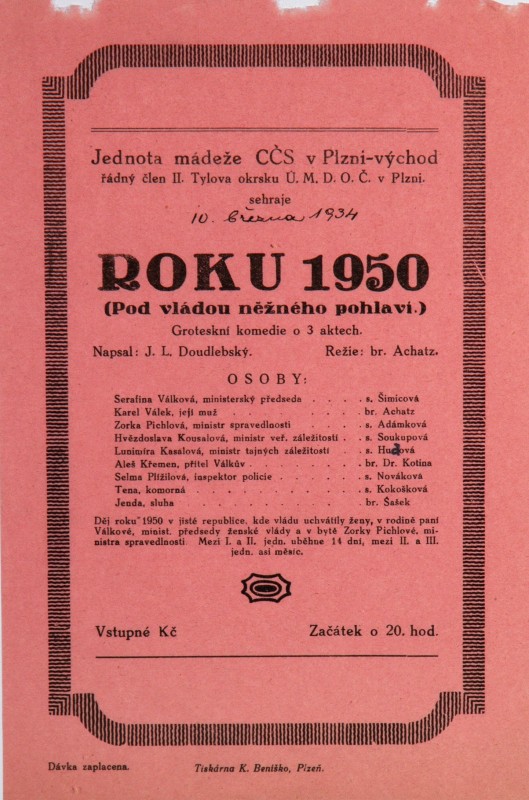 Jednota mádeže CČS v Plzni-východ
řádný člen II. Tylova okrsku Ú. M. D. O. Č. v Plzni.
sehraje
10. března 1934
ROKU 1950
(Pod vládou něžného pohlaví.)
Groteskní komedie o 3 aktech.
Napsal: J. L. Doudlebský. Režie: br. Achatz.
OSOBY:
Serafina Válková, ministerský předseda . . . . s. Šimicová
Karel Válek, její muž . . . . . . . . br. Achatz
Zorka Pichlová, ministr spravedlnosti . . . . s. Adámková
Hvězdoslava Kousalová, ministr veř. záležitostí . . s. Soukupová
Lunimíra Kasalová, ministr tajných záležitostí . . s. Hudová
Aleš Křemen, přítel Válkův . . . . . . . br. Dr. Kotina
Selma Plížilová, inspektor policie . . . . . s. Nováková
Tena, komorná . . . . . . . . . . s. Kokošková
Jenda, sluha . . . . . . . . . . br. Šašek
Děj roku 1950 v jisté republice, kde vládu uchvátily ženy, v rodině paní
Válkové, minist. předsedy ženské vlády a v bytě Zorky Pichlové, mi-
nistra spravedlnosti Mezi I. a II. jedn. uběhne 14 dní, mezi II. a III.
jedn. asi měsíc.
Vstupné Kč Začátek o 20. hod.
Dávka zaplacena. Tiskárna K. Beníško, Plzeň.